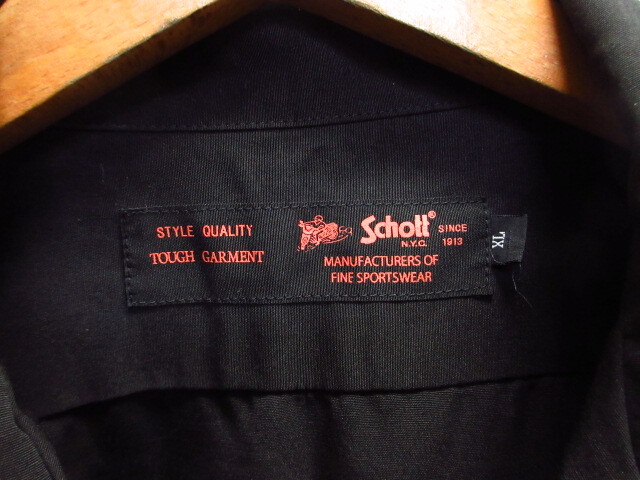 STYLE QUALITY
TOUGH GARMENT
Schott®
N.Y.C.
SINCE
1913
MANUFACTURERS OF
FINE SPORTSWEAR
XL